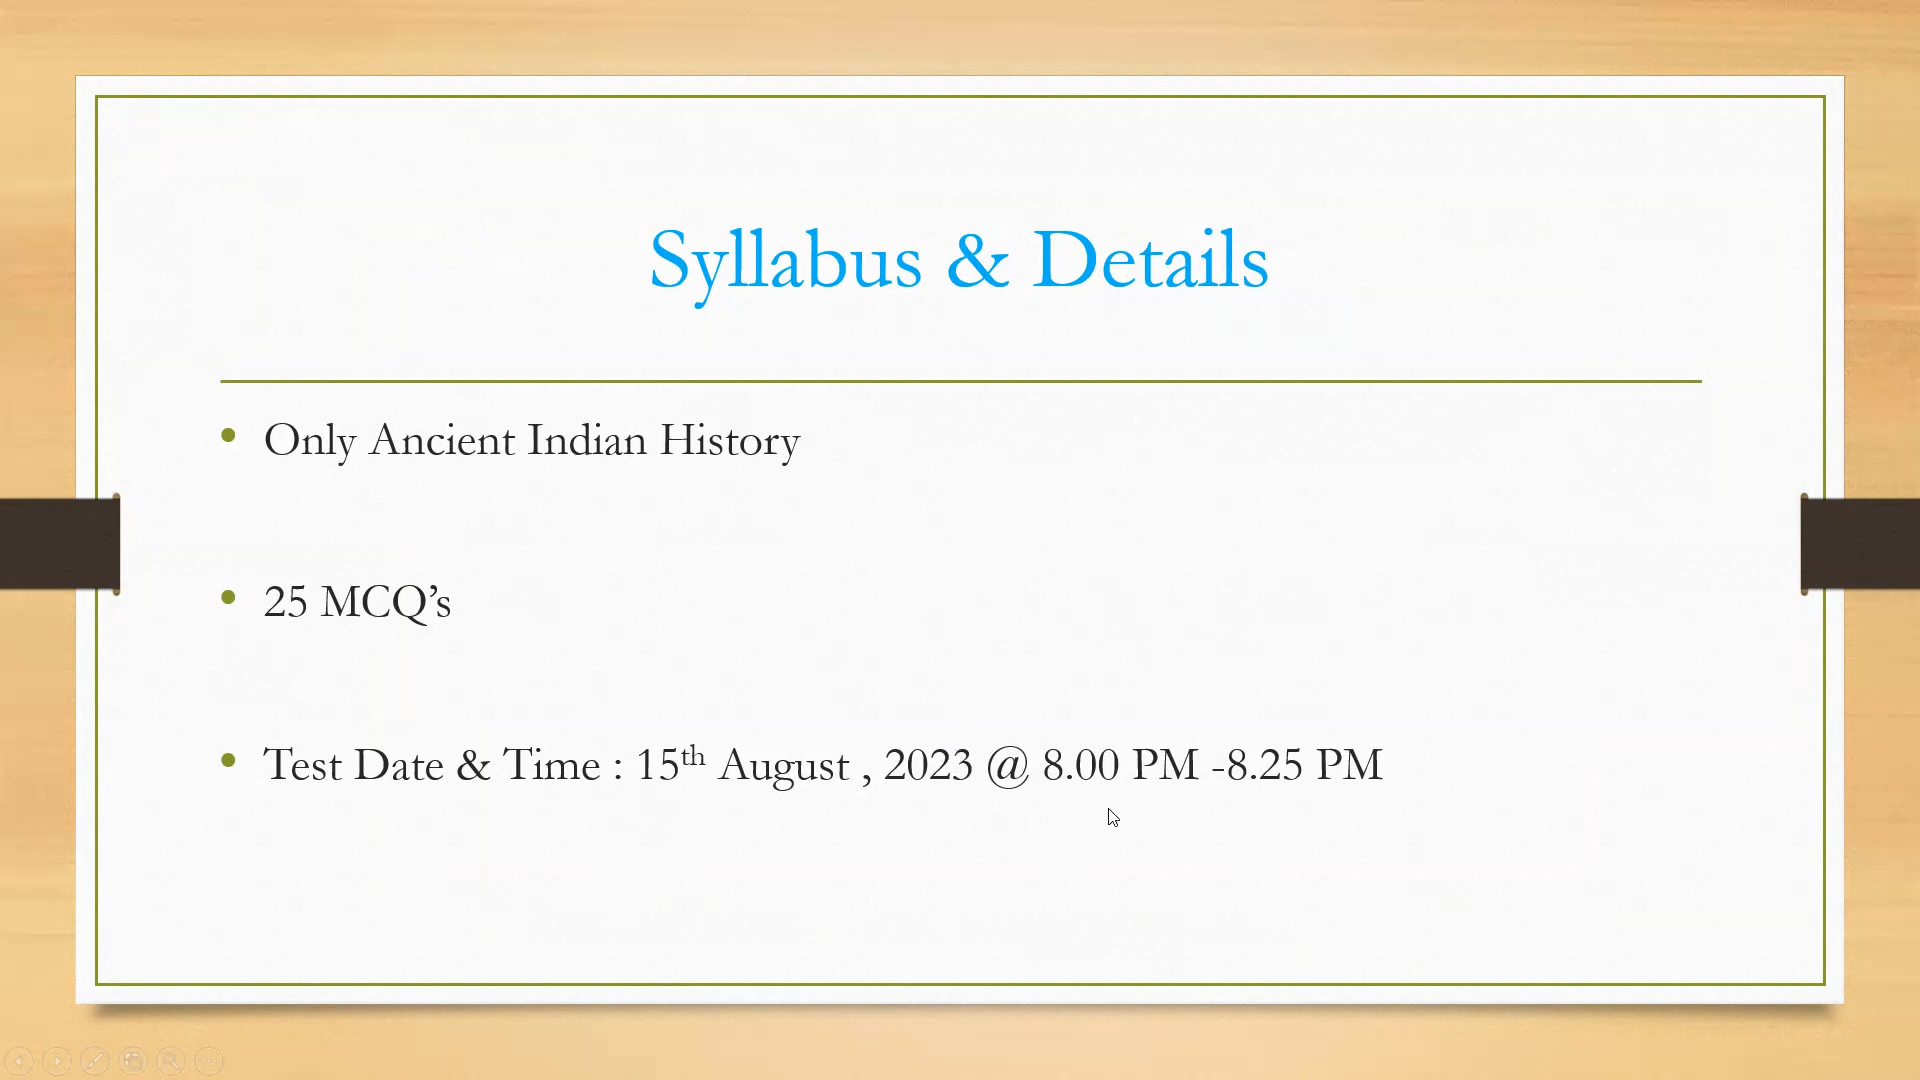 Syllabus & Details
• Only Ancient Indian History
• 25 MCQ’s
• Test Date & Time : 15th August , 2023 @ 8.00 PM -8.25 PM